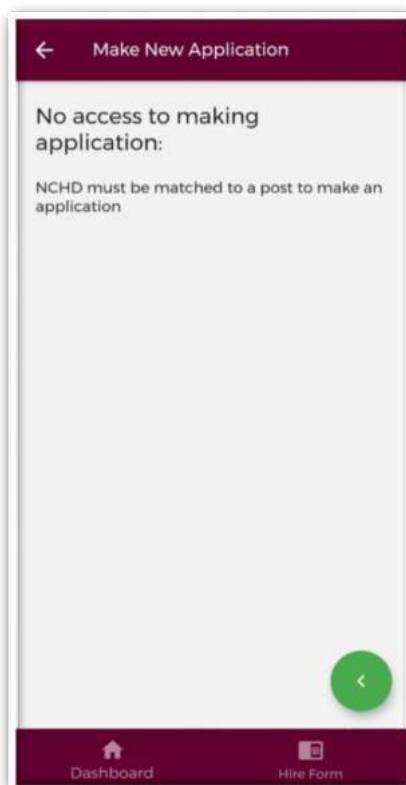 Make New Application
No access to making
application:
NCHD must be matched to a post to make an
application
Dashboard
Hire Form